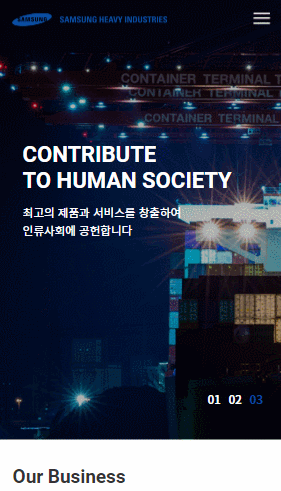 SAMSUNG SAMSUNG HEAVY INDUSTRIES
CONTAINER TERMINAL T
CONTAINER TERMINAL
CONTAINER TERMINAL
CONTRIBUTE
TO HUMAN SOCIETY
최고의 제품과 서비스를 창출하여
인류사회에 공헌합니다
01 02 03
Our Business